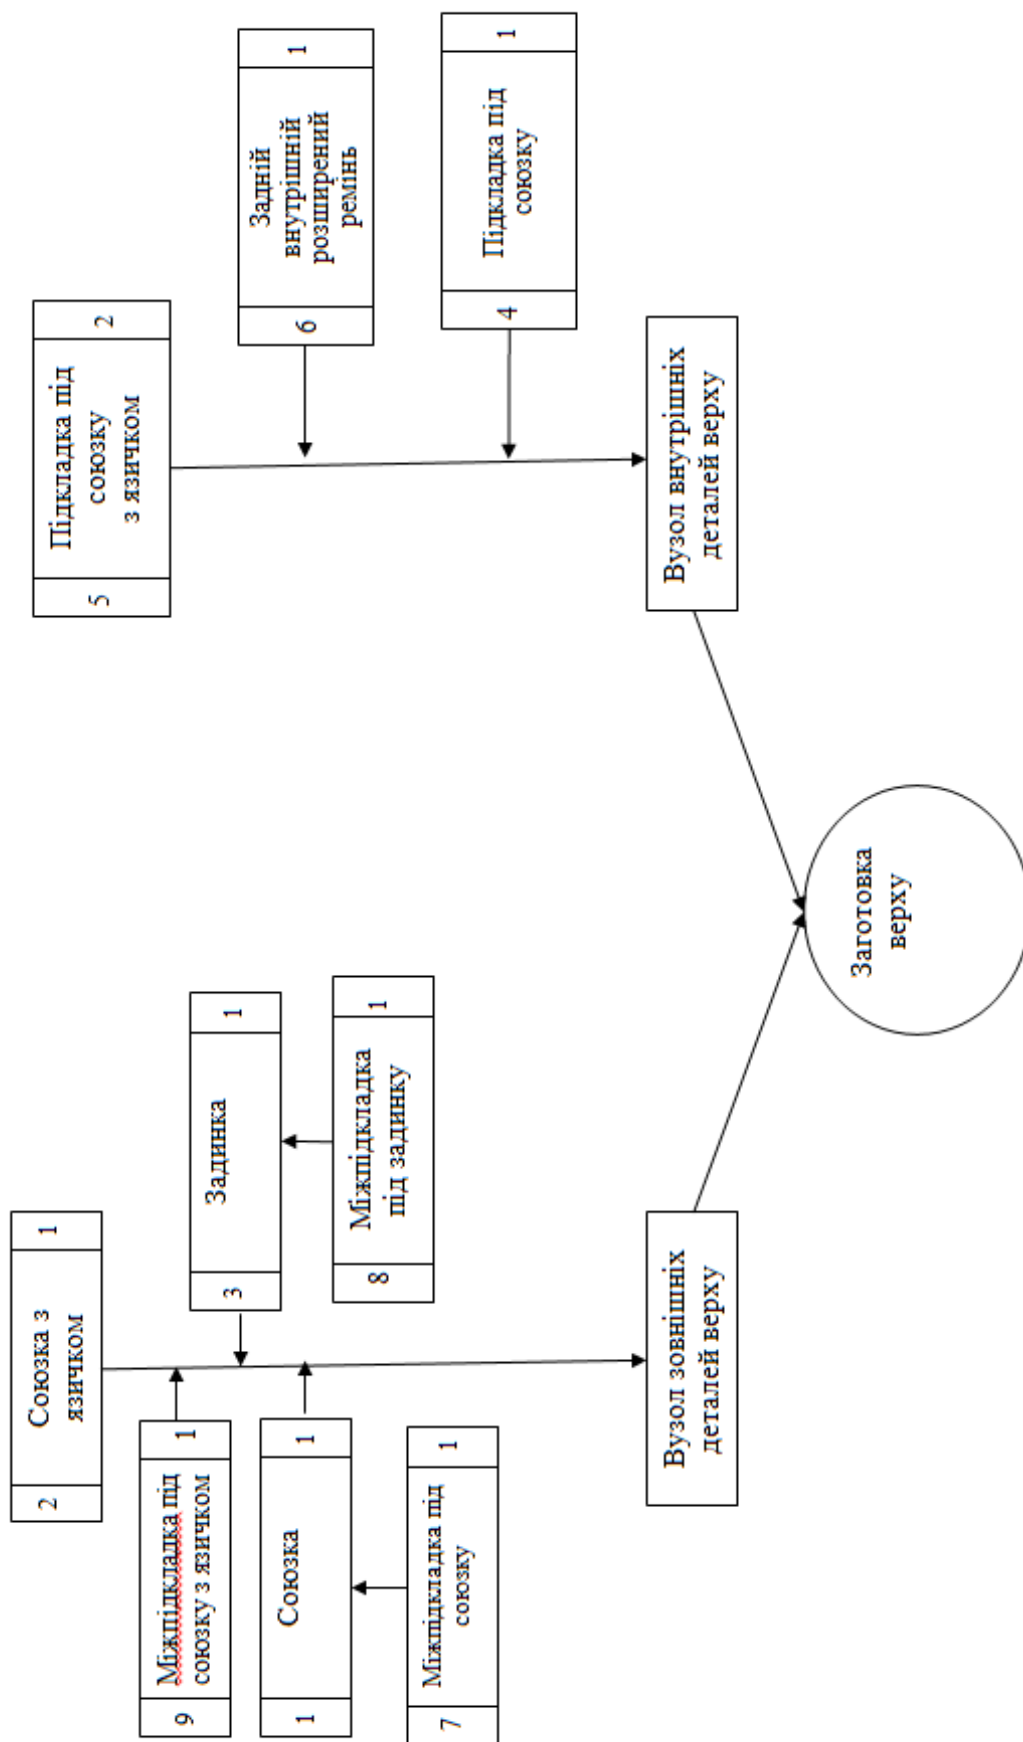 2
Союзка з
язичком
1
9
Міжпідкладка під
союзку з язичком
1
3
Задинка
1
1
Союзка
1
8
Міжпідкладка
під задинку
1
7
Міжпідкладка під
союзку
1
Вузол зовнішніх
деталей верху
5
Підкладка під
союзку
з язичком
2
6
Задній
внутрішній
розширений
ремінь
1
4
Підкладка під
союзку
1
Вузол внутрішніх
деталей верху
Заготовка
верху